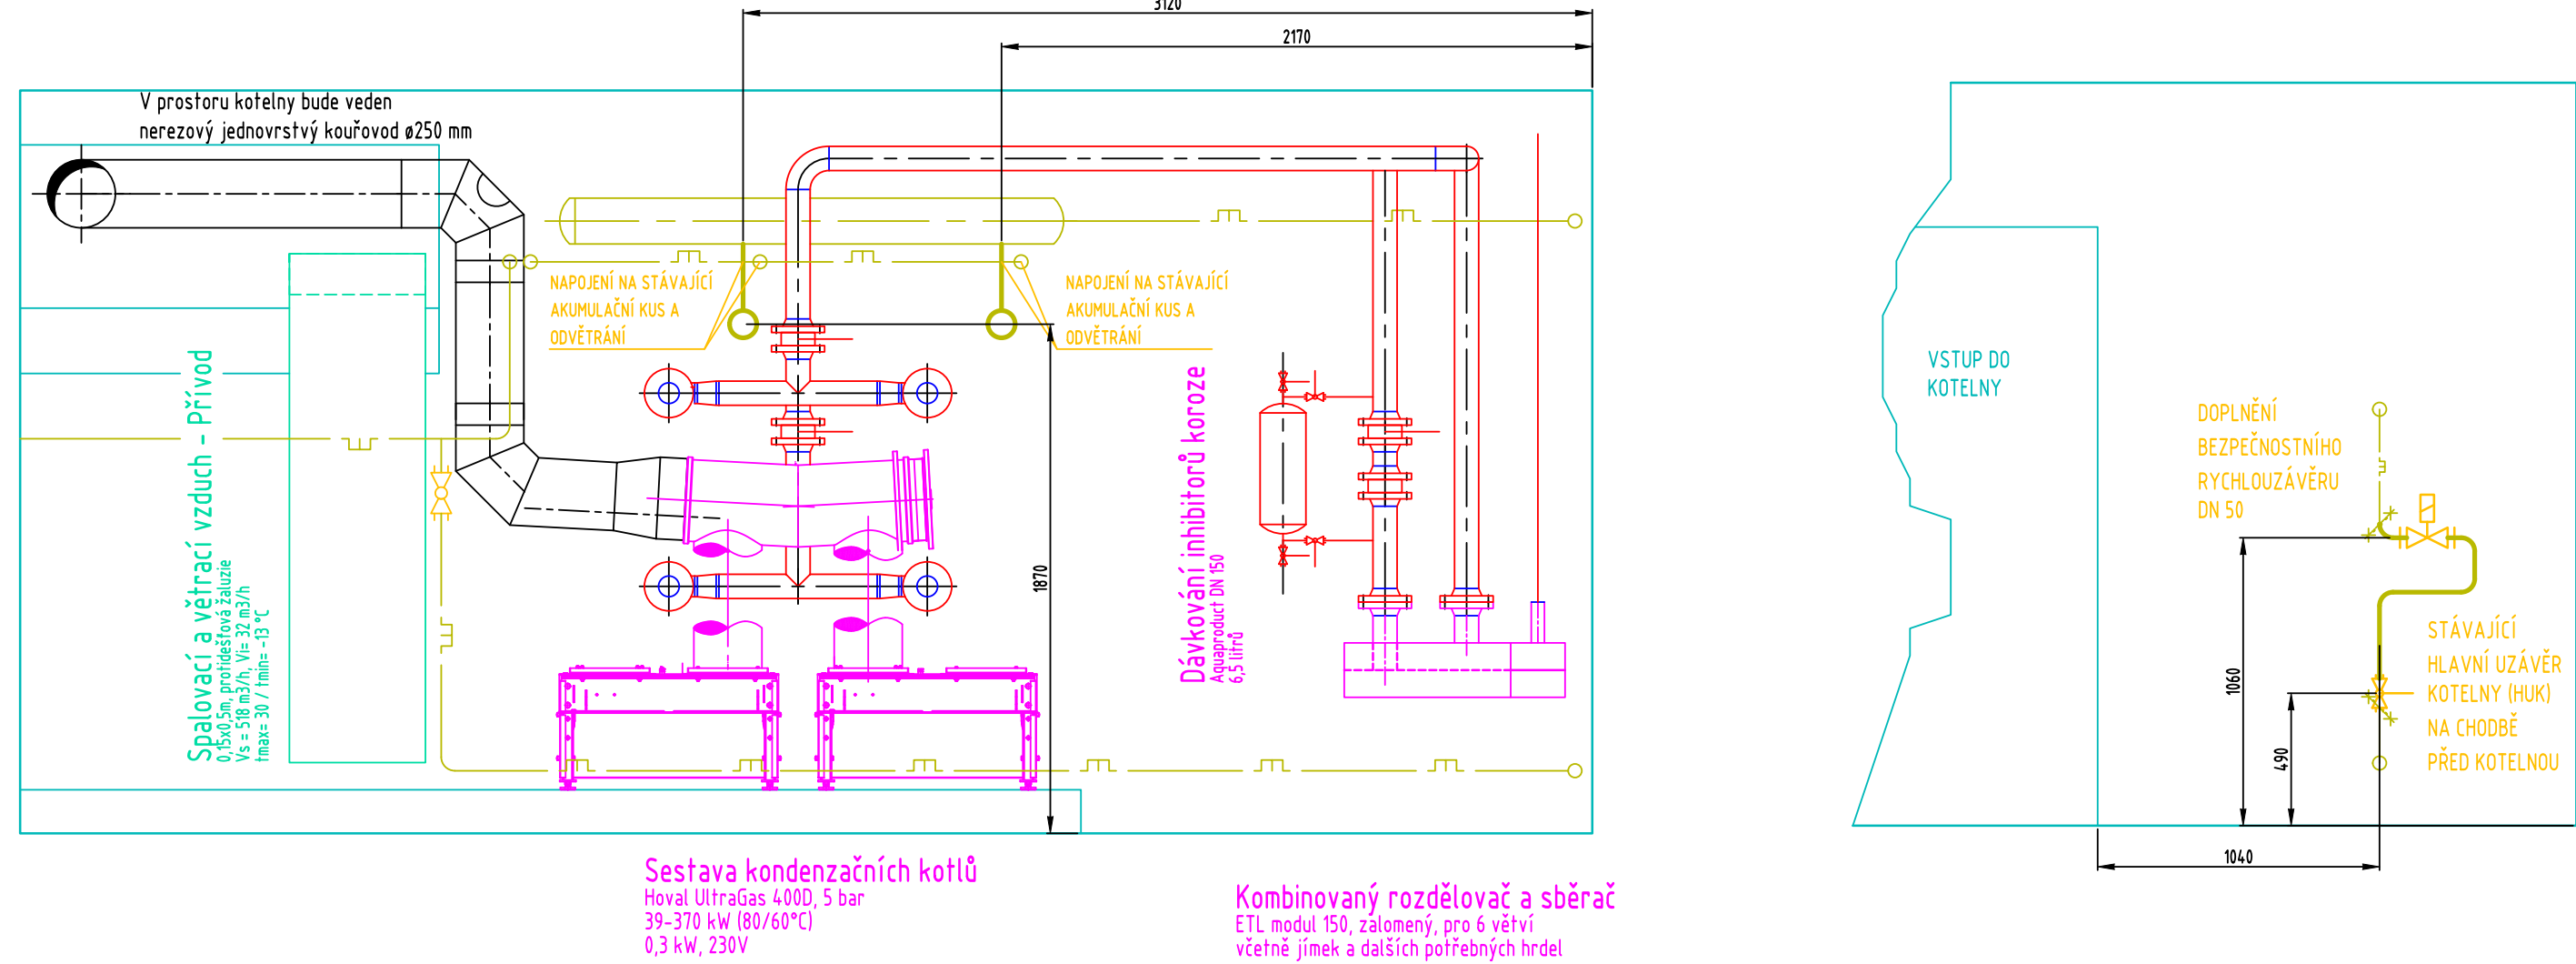 3120
2170
V prostoru kotelny bude veden
nerezový jednovrstvý kouřovod ø250 mm
NAPOJENÍ NA STÁVAJÍCÍ
AKUMULAČNÍ KUS A
ODVĚTRÁNÍ
NAPOJENÍ NA STÁVAJÍCÍ
AKUMULAČNÍ KUS A
ODVĚTRÁNÍ
Spalovací a větrací vzduch - Přívod
0,15x0,5m, protidešťová žaluzie
Vs = 518 m3/h Vi= 32 m3/h
tmax= 30 / tmin= -13 °C
1870
Dávkování inhibitorů koroze
Aquaproduct DN 150
6,5 litrů
Sestava kondenzačních kotlů
Hoval UltraGas 400D, 5 bar
39-370 kW (80/60°C)
0,3 kW, 230V
Kombinovaný rozdělovač a sběrač
ETL modul 150, zalomený, pro 6 větví
včetně jímek a dalších potřebných hrdel
VSTUP DO
KOTELNY
DOPLNĚNÍ
BEZPEČNOSTNÍHO
RYCHLOUZÁVĚRU
DN 50
STÁVAJÍCÍ
HLAVNÍ UZÁVĚR
KOTELNY (HUK)
NA CHODBĚ
PŘED KOTELNOU
1060
490
1040